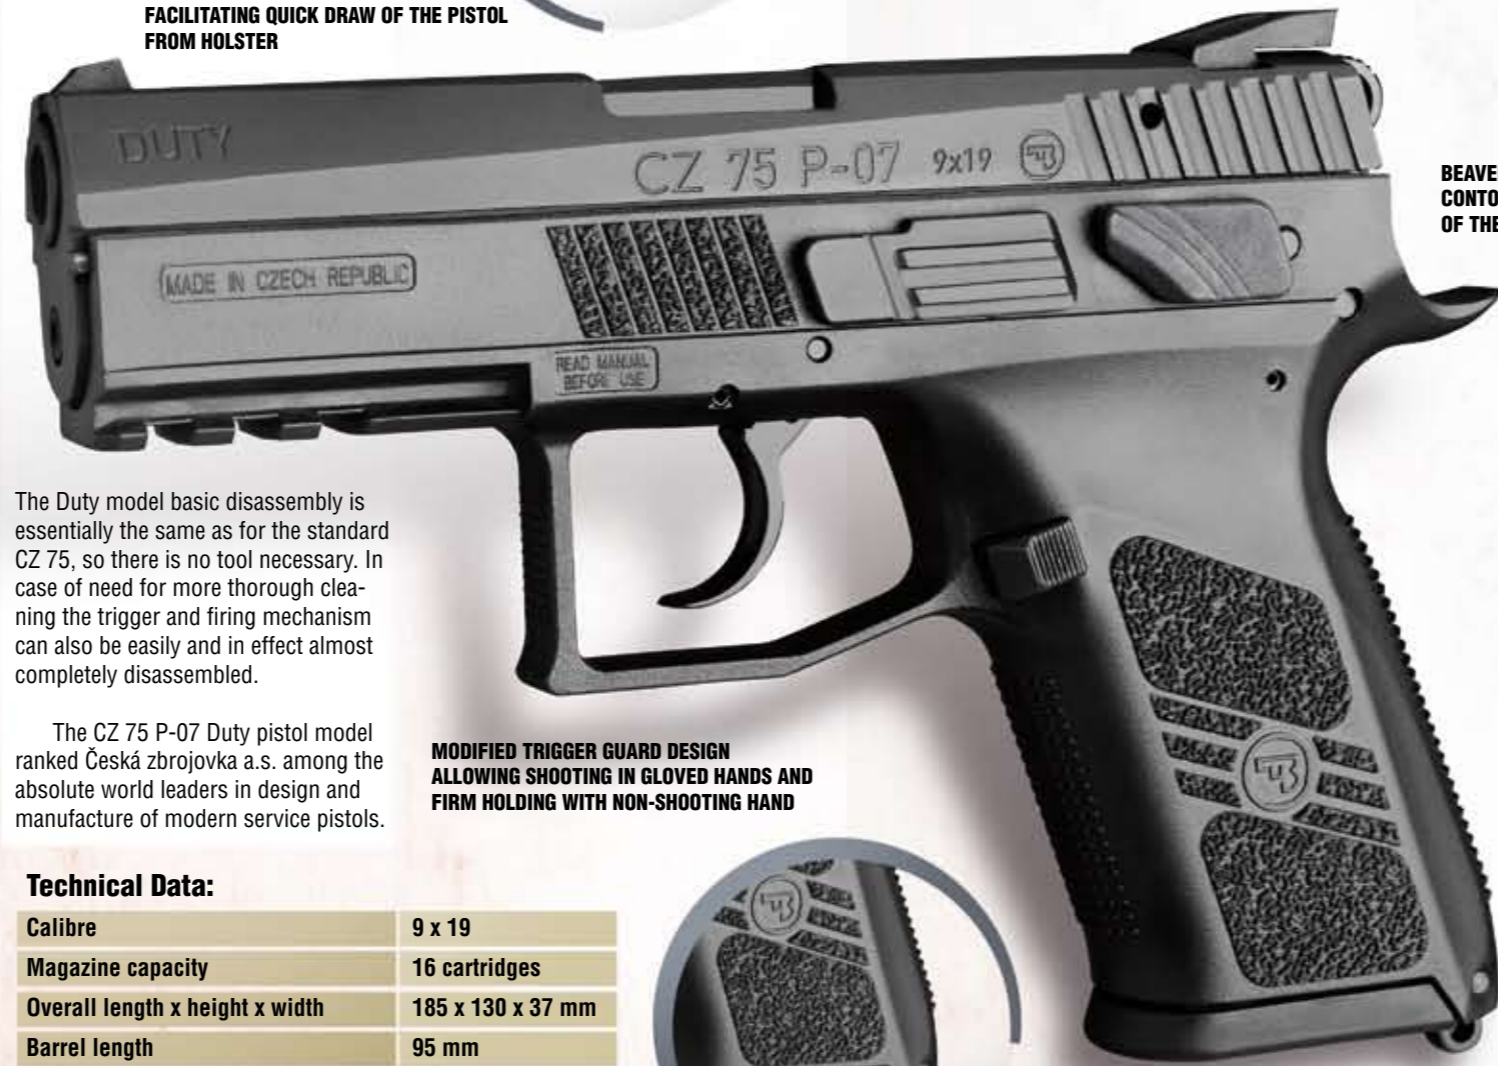 FACILITATING QUICK DRAW OF THE PISTOL
FROM HOLSTER
DUTY
CZ 75 P-07 9x19
MADE IN CZECH REPUBLIC
READ MANUAL
BEFORE USE
BEAVE
CONTO
OF THE
The Duty model basic disassembly is
essentially the same as for the standard
CZ 75, so there is no tool necessary. In
case of need for more thorough clea-
ning the trigger and firing mechanism
can also be easily and in effect almost
completely disassembled.
The CZ 75 P-07 Duty pistol model
ranked Česká zbrojovka a.s. among the
absolute world leaders in design and
manufacture of modern service pistols.
MODIFIED TRIGGER GUARD DESIGN
ALLOWING SHOOTING IN GLOVED HANDS AND
FIRM HOLDING WITH NON-SHOOTING HAND
Technical Data:
Calibre 9 x 19
Magazine capacity 16 cartridges
Overall length x height x width 185 x 130 x 37 mm
Barrel length 95 mm